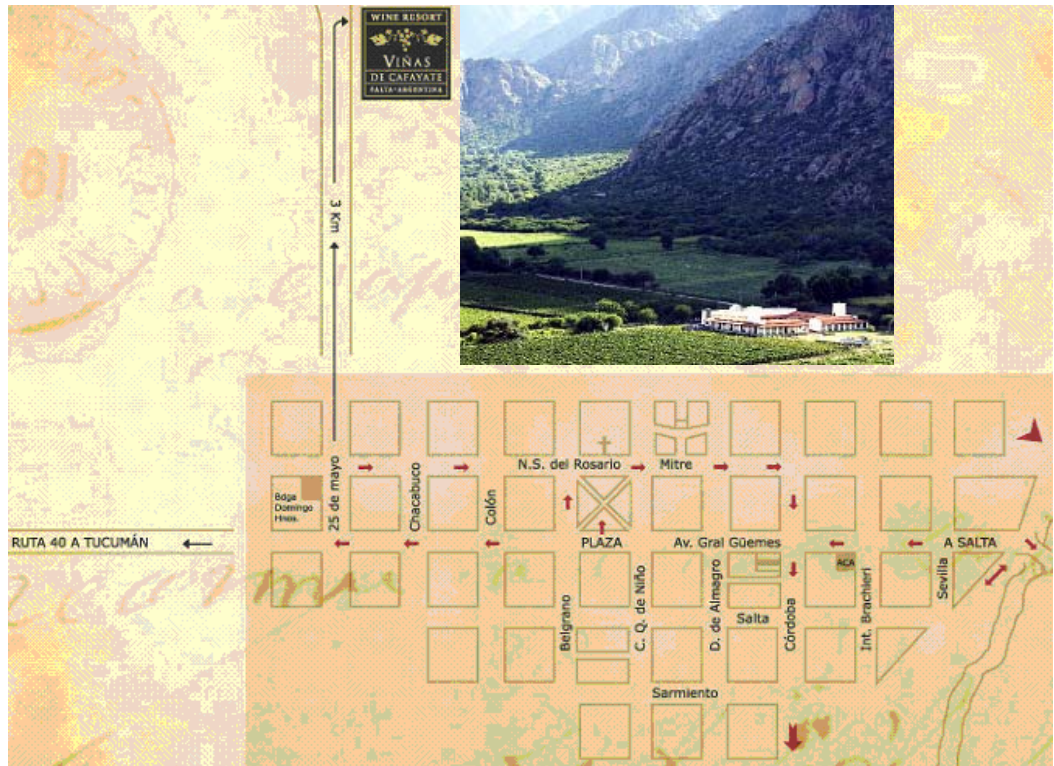 WINE RESORT
VIÑAS
DE CAFAYATE
SALTA-ARGENTINA
81
3 Km
N.S. del Rosario
Mitre
Bdga
Domingo
Hnos.
25 de mayo
Chacabuco
Colón
RUTA 40 A TUCUMÁN
PLAZA
Av. Gral Güemes
A SALTA
ACA
Belgrano
C. Q. de Niño
D. de Almagro
Salta
Córdoba
Int. Brachieri
Sevilla
Sarmiento